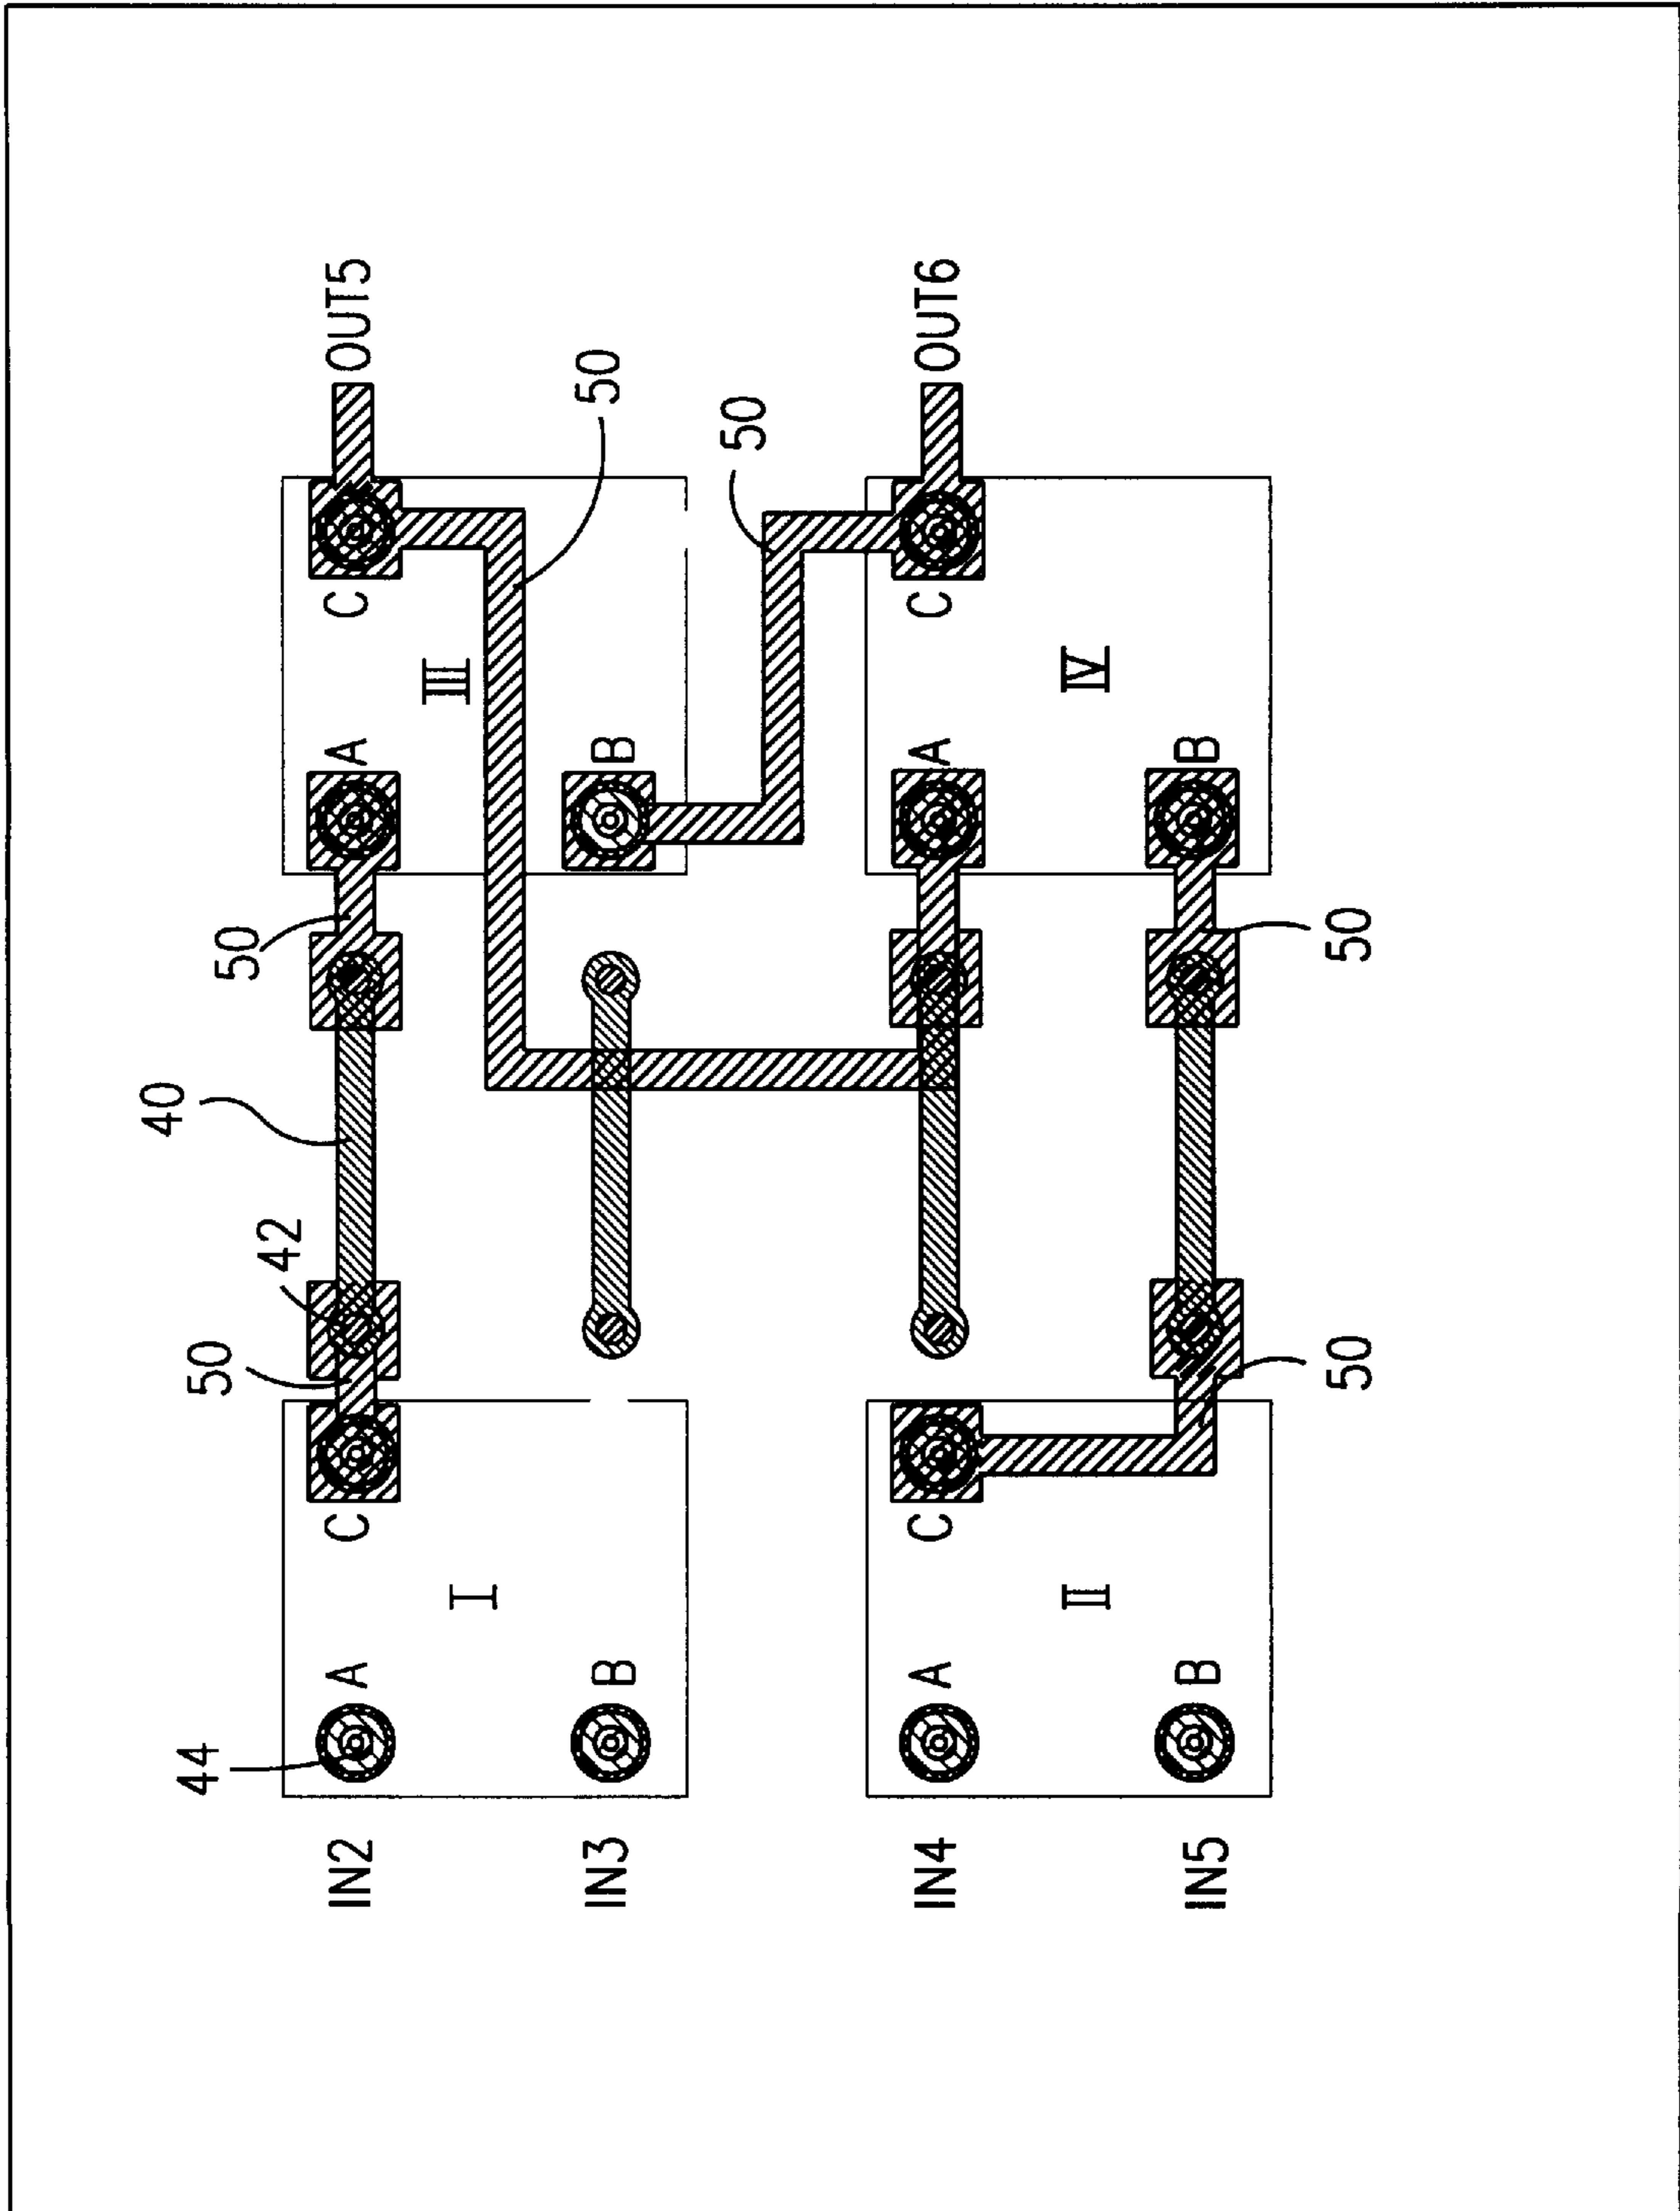 40
44 50 50
42
IN2 A C A C OUT5
I III
IN3 B B 50
50
IN4 A C A C OUT6
II IV
IN5 B B
50 50